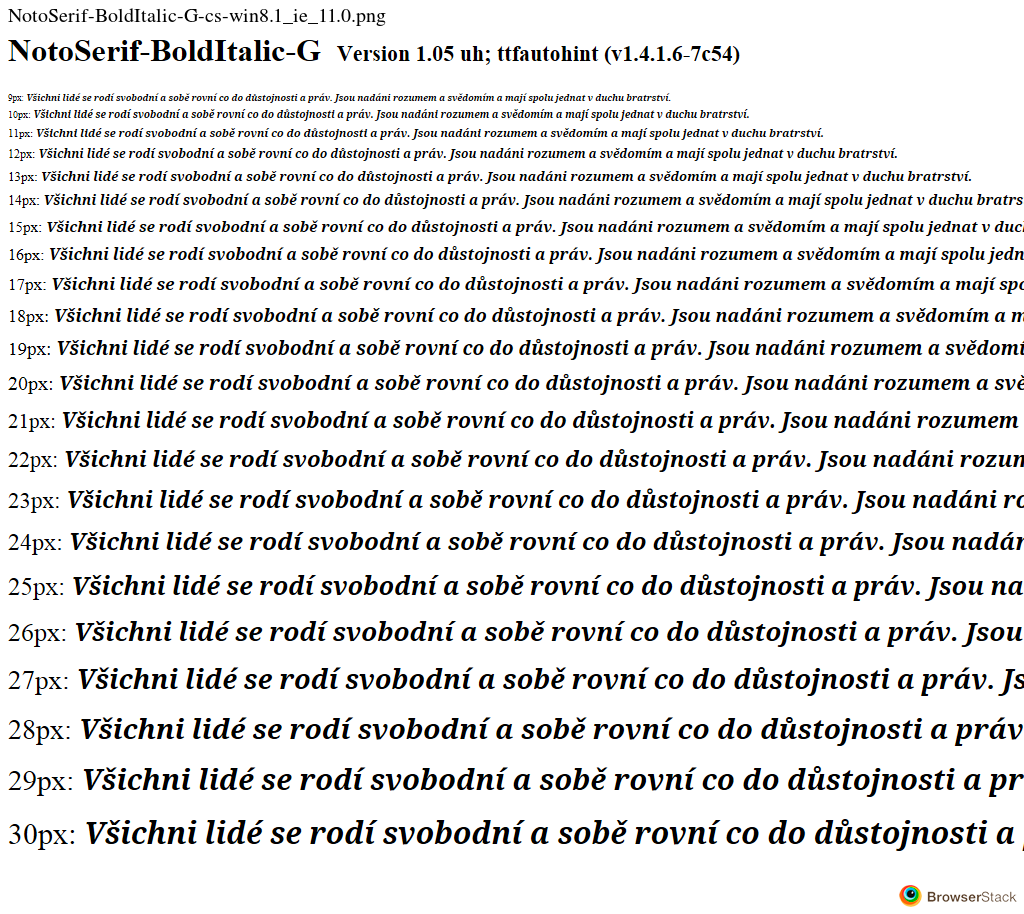 NotoSerif-BoldItalic-G-cs-win8.1_ie_11.0.png
NotoSerif-BoldItalic-G Version 1.05 uh; ttfautohint (v1.4.1.6-7c54)
9px: Všichni lidé se rodí svobodní a sobě rovní co do důstojnosti a práv. Jsou nadáni rozumem a svědomím a mají spolu jednat v duchu bratrství.
10px: Všichni lidé se rodí svobodní a sobě rovní co do důstojnosti a práv. Jsou nadáni rozumem a svědomím a mají spolu jednat v duchu bratrství.
11px: Všichni lidé se rodí svobodní a sobě rovní co do důstojnosti a práv. Jsou nadáni rozumem a svědomím a mají spolu jednat v duchu bratrství.
12px: Všichni lidé se rodí svobodní a sobě rovní co do důstojnosti a práv. Jsou nadáni rozumem a svědomím a mají spolu jednat v duchu bratrství.
13px: Všichni lidé se rodí svobodní a sobě rovní co do důstojnosti a práv. Jsou nadáni rozumem a svědomím a mají spolu jednat v duchu bratrství.
14px: Všichni lidé se rodí svobodní a sobě rovní co do důstojnosti a práv. Jsou nadáni rozumem a svědomím a mají spolu jednat v duchu bratrs
15px: Všichni lidé se rodí svobodní a sobě rovní co do důstojnosti a práv. Jsou nadáni rozumem a svědomím a mají spolu jednat v duc
16px: Všichni lidé se rodí svobodní a sobě rovní co do důstojnosti a práv. Jsou nadáni rozumem a svědomím a mají spolu jedn
17px: Všichni lidé se rodí svobodní a sobě rovní co do důstojnosti a práv. Jsou nadáni rozumem a svědomím a mají spo
18px: Všichni lidé se rodí svobodní a sobě rovní co do důstojnosti a práv. Jsou nadáni rozumem a svědomím a m
19px: Všichni lidé se rodí svobodní a sobě rovní co do důstojnosti a práv. Jsou nadáni rozumem a svědomí
20px: Všichni lidé se rodí svobodní a sobě rovní co do důstojnosti a práv. Jsou nadáni rozumem a svě
21px: Všichni lidé se rodí svobodní a sobě rovní co do důstojnosti a práv. Jsou nadáni rozumem
22px: Všichni lidé se rodí svobodní a sobě rovní co do důstojnosti a práv. Jsou nadáni rozum
23px: Všichni lidé se rodí svobodní a sobě rovní co do důstojnosti a práv. Jsou nadáni ro
24px: Všichni lidé se rodí svobodní a sobě rovní co do důstojnosti a práv. Jsou nadán
25px: Všichni lidé se rodí svobodní a sobě rovní co do důstojnosti a práv. Jsou na
26px: Všichni lidé se rodí svobodní a sobě rovní co do důstojnosti a práv. Jsou
27px: Všichni lidé se rodí svobodní a sobě rovní co do důstojnosti a práv. Js
28px: Všichni lidé se rodí svobodní a sobě rovní co do důstojnosti a práv
29px: Všichni lidé se rodí svobodní a sobě rovní co do důstojnosti a pr
30px: Všichni lidé se rodí svobodní a sobě rovní co do důstojnosti a
BrowserStack